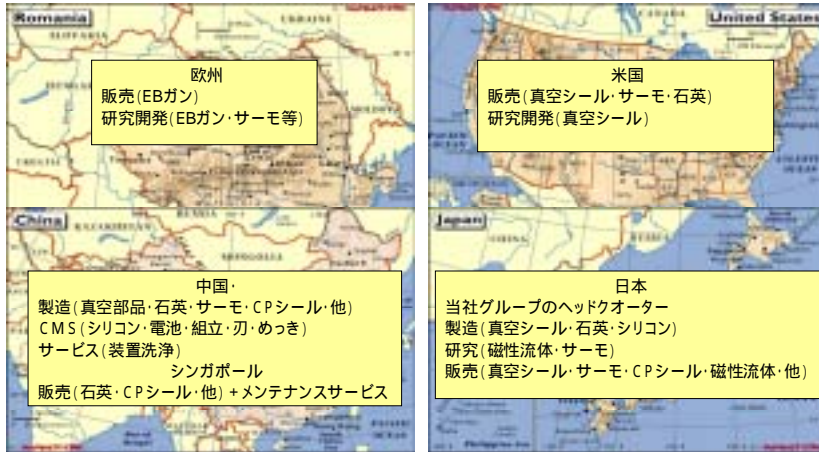 Romania
UKRAINE
欧州
販売(EBガン)
研究開発(EBガン・サーモ等)
CANADA
United States
米国
販売(真空シール・サーモ・石英)
研究開発(真空シール)
China
MONGOLIA
中国・
製造(真空部品・石英・サーモ・CPシール・他)
CMS(シリコン・電池・組立・刃・めっき)
サービス(装置洗浄)
シンガポール
販売(石英・CPシール・他)+メンテナンスサービス
Japan
CHINA
RUSSIA
日本
当社グループのヘッドクオーター
製造(真空シール・石英・シリコン)
研究(磁性流体・サーモ)
販売(真空シール・サーモ・CPシール・磁性流体・他)